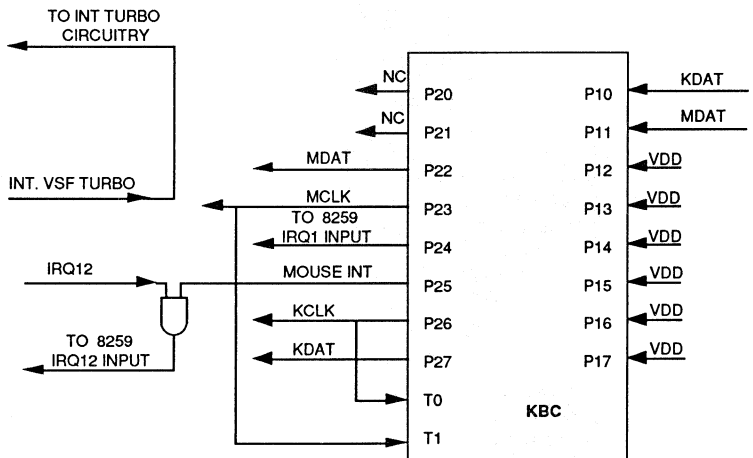 TO INT TURBO
CIRCUITRY
INT. VSF TURBO
NC
P20
P10
KDAT
NC
P21
P11
MDAT
MDAT
P22
P12
VDD
MCLK
P23
P13
VDD
TO 8259
IRQ1 INPUT
P24
P14
VDD
IRQ12
MOUSE INT
P25
P15
VDD
KCLK
P26
P16
VDD
TO 8259
IRQ12 INPUT
KDAT
P27
P17
VDD
T0
KBC
T1